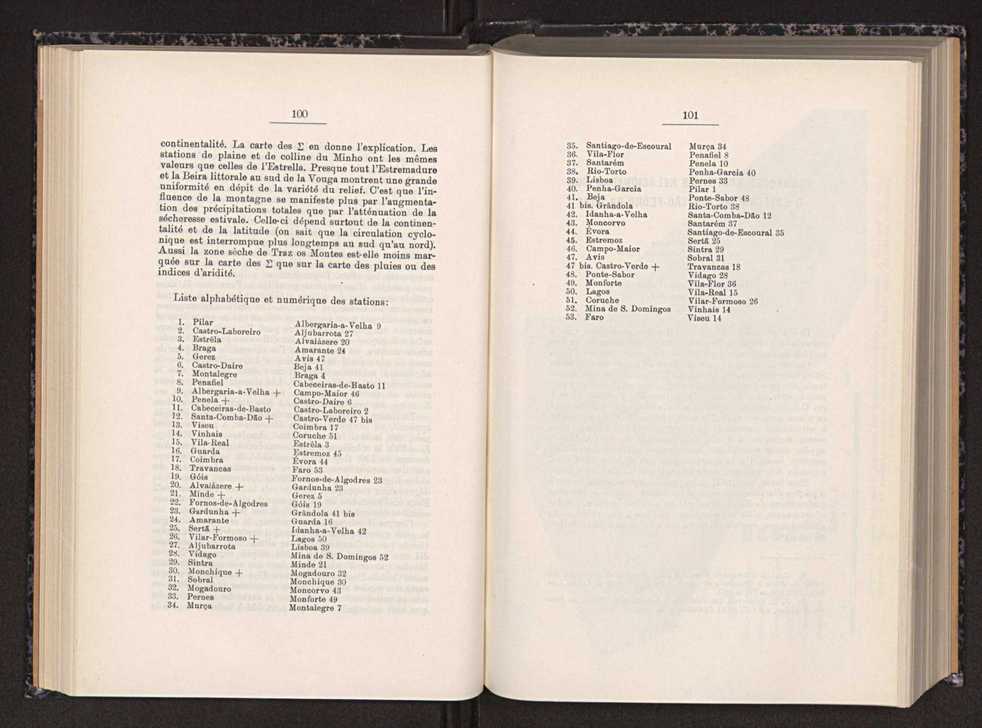 100
continentalité. La carte des Σ en donne l'explication. Les
stations de plaine et de colline du Minho ont les mêmes
valeurs que celles de l'Estrella. Presque tout l'Estremadure
et la Beira littorale au sud de la Vouga montrent une grande
uniformité en dépit de la variété du relief. C'est que l'in-
fluence de la montagne se manifeste plus par l'augmenta-
tion des précipitations totales que par l'atténuation de la
sécheresse estivale. Celle-ci dépend surtout de la continen-
talité et de la latitude (on sait que la circulation cyclo-
nique est interrompue plus longtemps au sud qu'au nord).
Aussi la zone sèche de Traz os Montes est-elle moins mar-
quée sur la carte des Σ que sur la carte des pluies ou des
indices d'aridité.
Liste alphabétique et numérique des stations:
1. Pilar
2. Castro-Laboreiro
3. Estrêla
4. Braga
5. Gerez
6. Castro-Daire
7. Montalegre
8. Penafiel
9. Albergaria-a-Velha +
10. Penela +
11. Cabeceiras-de-Basto
12. Santa-Comba-Dão +
13. Viseu
14. Vinhais
15. Vila-Real
16. Guarda
17. Coimbra
18. Travancas
19. Góis
20. Alvaiázere +
21. Minde +
22. Fornos-de-Algodres
23. Gardunha +
24. Amarante
25. Sertã +
26. Vilar-Formoso +
27. Aljubarrota
28. Vidago
29. Sintra
30. Monchique +
31. Sobral
32. Mogadouro
33. Pernes
34. Murça
Albergaria-a-Velha 9
Aljubarrota 27
Alvaiázere 20
Amarante 24
Avis 47
Beja 41
Braga 4
Cabeceiras-de-Basto 11
Campo-Maior 46
Castro-Daire 6
Castro-Laboreiro 2
Castro-Verde 47 bis
Coimbra 17
Coruche 51
Estrêla 3
Estremoz 45
Évora 44
Faro 53
Fornos-de-Algodres 23
Gardunha 23
Gerez 5
Góis 19
Grândola 41 bis
Guarda 16
Idanha-a-Velha 42
Lagos 50
Lisboa 39
Mina de S. Domingos 52
Minde 21
Mogadouro 32
Monchique 30
Moncorvo 43
Monforte 49
Montalegre 7
101
35. Santiago-de-Escoural
36. Vila-Flor
37. Santarém
38. Rio-Torto
39. Lisboa
40. Penha-Garcia
41. Beja
41 bis. Grândola
42. Idanha-a-Velha
43. Moncorvo
44. Évora
45. Estremoz
46. Campo-Maior
47. Avis
47 bis. Castro-Verde +
48. Ponte-Sabor
49. Monforte
50. Lagos
51. Coruche
52. Mina de S. Domingos
53. Faro
Murça 34
Penafiel 8
Penela 10
Penha-Garcia 40
Pernes 33
Pilar 1
Ponte-Sabor 48
Rio-Torto 38
Santa-Comba-Dão 12
Santarém 37
Santiago-de-Escoural 35
Sertã 25
Sintra 29
Sobral 31
Travancas 18
Vidago 28
Vila-Flor 36
Vila-Real 15
Vilar-Formoso 26
Vinhais 14
Viseu 14